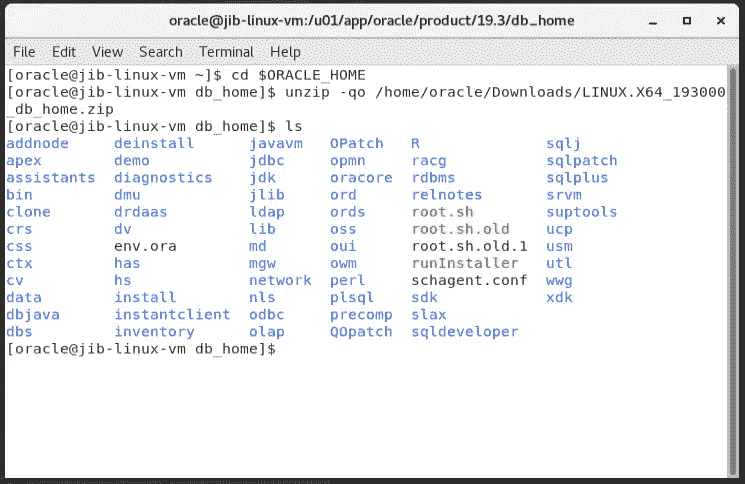 oracle@jib-linux-vm:/u01/app/oracle/product/19.3/db_home
File Edit View Search Terminal Help
[oracle@jib-linux-vm ~]$ cd $ORACLE_HOME
[oracle@jib-linux-vm db_home]$ unzip -qo /home/oracle/Downloads/LINUX.X64_193000
_db_home.zip
[oracle@jib-linux-vm db_home]$ ls
addnode deinstall javavm OPatch R sqlj
apex demo jdbc opmn racg sqlpatch
assistants diagnostics jdk oracore rdbms sqlplus
bin dmu jlib ord relnotes srvm
clone drdaas ldap ords root.sh suptools
crs dv lib oss root.sh.old ucp
css env.ora md oui root.sh.old.1 usm
ctx has mgw owm runInstaller utl
cv hs network perl schagent.conf wwg
data install nls plsql sdk xdk
dbjava instantclient odbc precomp slax
dbs inventory olap QOpatch sqldeveloper
[oracle@jib-linux-vm db_home]$